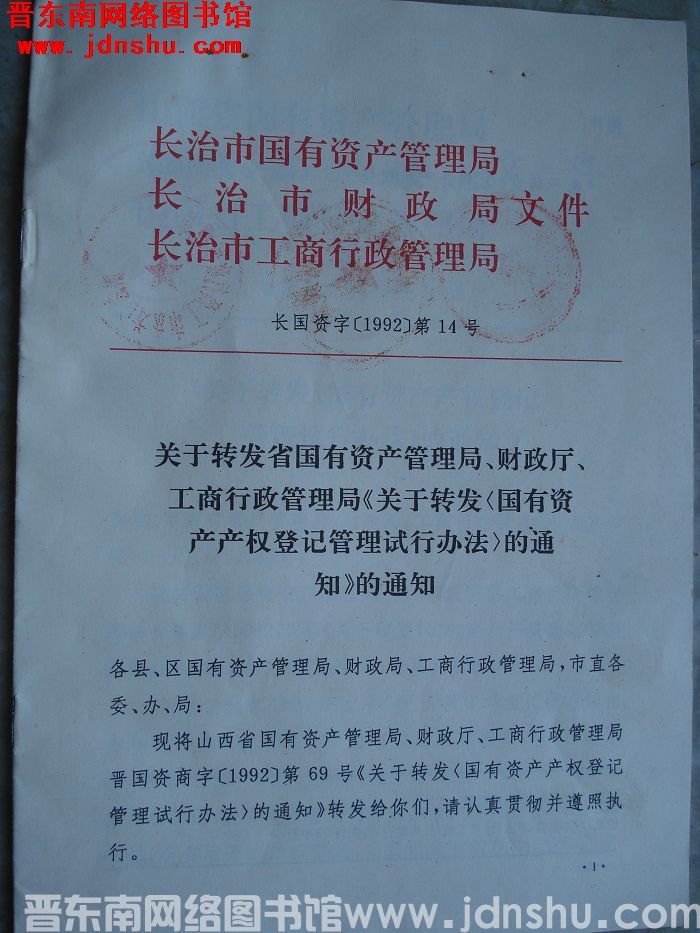 晋东南网络图书馆
www.jdnshu.com
长治市国有资产管理局
长治市财政局文件
长治市工商行政管理局
长国资字〔1992〕第14号
关于转发省国有资产管理局、财政厅、
工商行政管理局《关于转发〈国有资
产产权登记管理试行办法〉的通
知》的通知
各县、区国有资产管理局、财政局、工商行政管理局，市直各
委、办、局：
现将山西省国有资产管理局、财政厅、工商行政管理局
晋国资商字〔1992〕第69号《关于转发〈国有资产产权登记
管理试行办法〉的通知》转发给你们，请认真贯彻并遵照执
行。
·1·
晋东南网络图书馆www.jdnshu.com